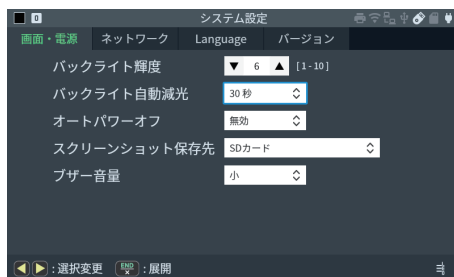 0 システム設定
画面・電源 ネットワーク Language バージョン
バックライト輝度 ▼ 6 ▲ [1-10]
バックライト自動減光 30 秒
オートパワーオフ 無効
スクリーンショット保存先 SDカード
ブザー音量 小
◀ ▶ : 選択変更 END × : 展開